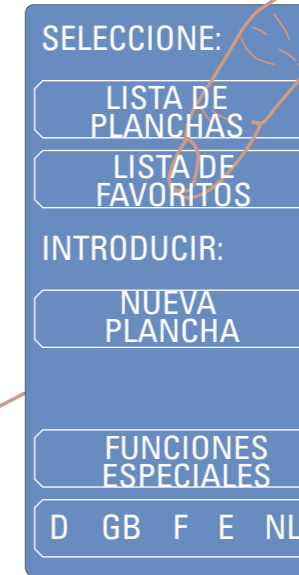 SELECCIONE:
LISTA DE
PLANCHAS
LISTA DE
FAVORITOS
INTRODUCIR:
NUEVA
PLANCHA
FUNCIONES
ESPECIALES
D GB F E NL